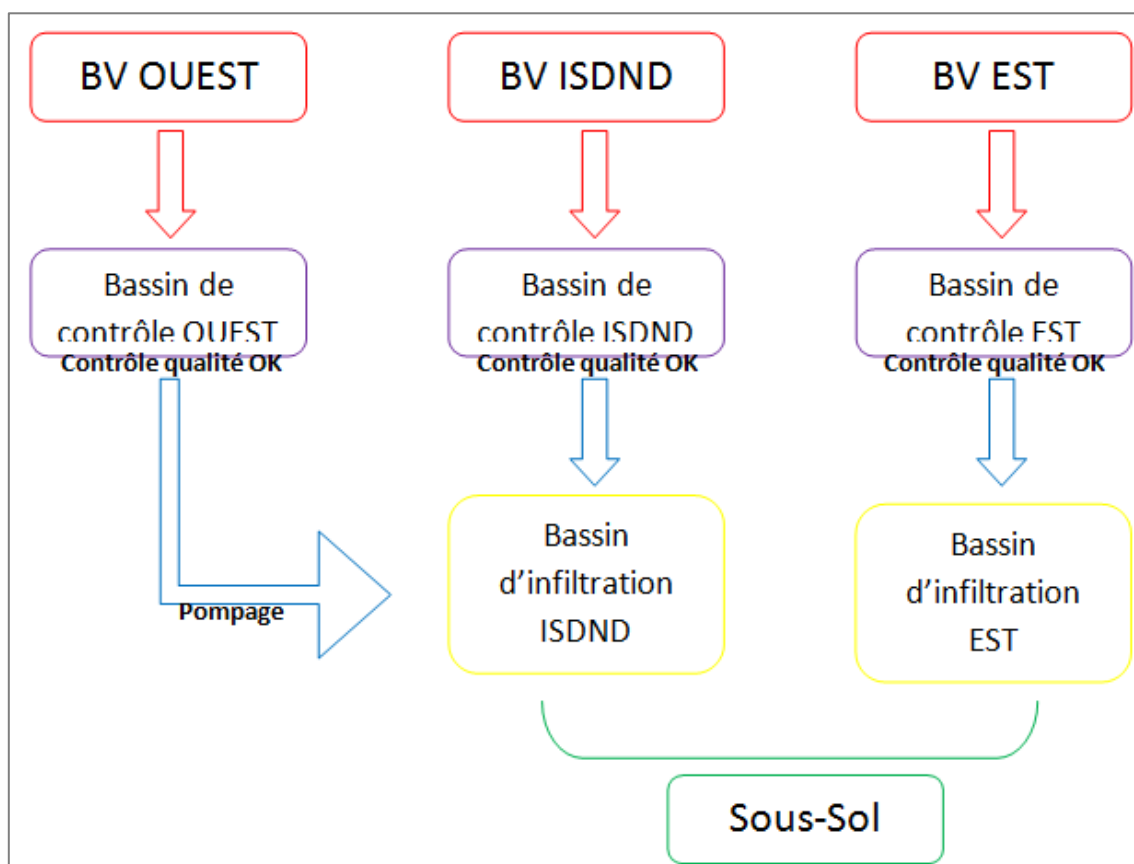 BV OUEST
BV ISDND
BV EST
Bassin de
contrôle OUEST
Contrôle qualité OK
Bassin de
contrôle ISDND
Contrôle qualité OK
Bassin de
contrôle EST
Contrôle qualité OK
Pompage
Bassin
d’infiltration
ISDND
Bassin
d’infiltration
EST
Sous-Sol